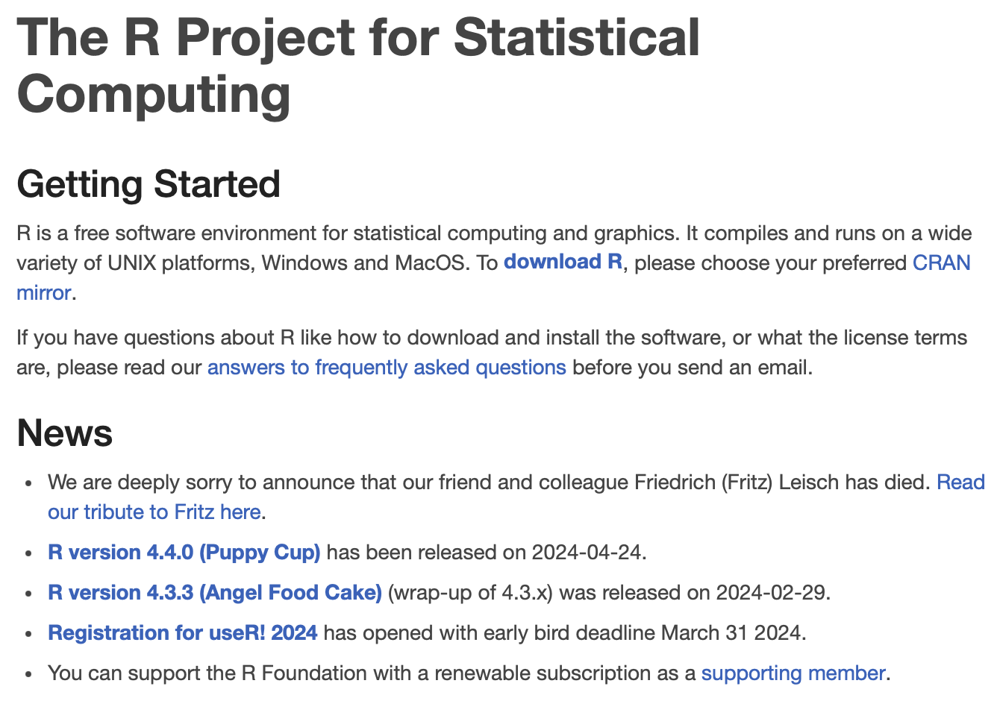 The R Project for Statistical
Computing
Getting Started
R is a free software environment for statistical computing and graphics. It compiles and runs on a wide
variety of UNIX platforms, Windows and MacOS. To download R, please choose your preferred CRAN
mirror.
If you have questions about R like how to download and install the software, or what the license terms
are, please read our answers to frequently asked questions before you send an email.
News
• We are deeply sorry to announce that our friend and colleague Friedrich (Fritz) Leisch has died. Read
our tribute to Fritz here.
• R version 4.4.0 (Puppy Cup) has been released on 2024-04-24.
• R version 4.3.3 (Angel Food Cake) (wrap-up of 4.3.x) was released on 2024-02-29.
• Registration for useR! 2024 has opened with early bird deadline March 31 2024.
• You can support the R Foundation with a renewable subscription as a supporting member.